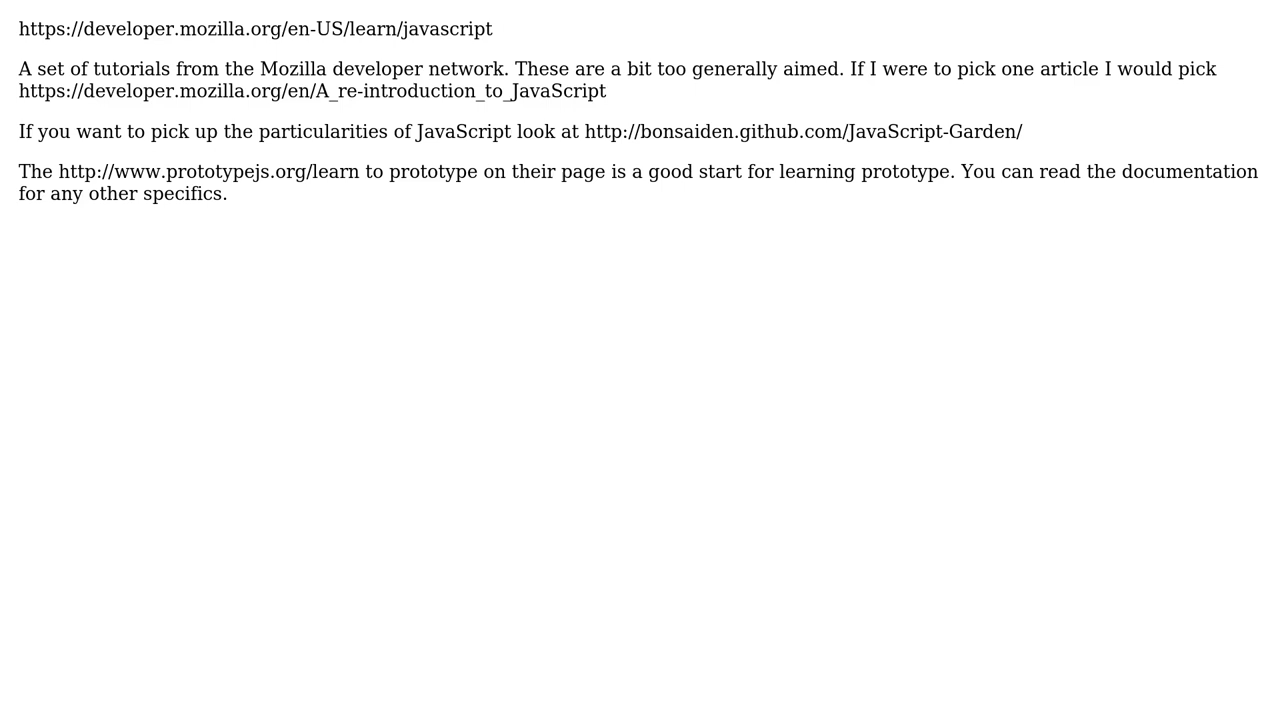 https://developer.mozilla.org/en-US/learn/javascript
A set of tutorials from the Mozilla developer network. These are a bit too generally aimed. If I were to pick one article I would pick
https://developer.mozilla.org/en/A_re-introduction_to_JavaScript
If you want to pick up the particularities of JavaScript look at http://bonsaiden.github.com/JavaScript-Garden/
The http://www.prototypejs.org/learn to prototype on their page is a good start for learning prototype. You can read the documentation
for any other specifics.